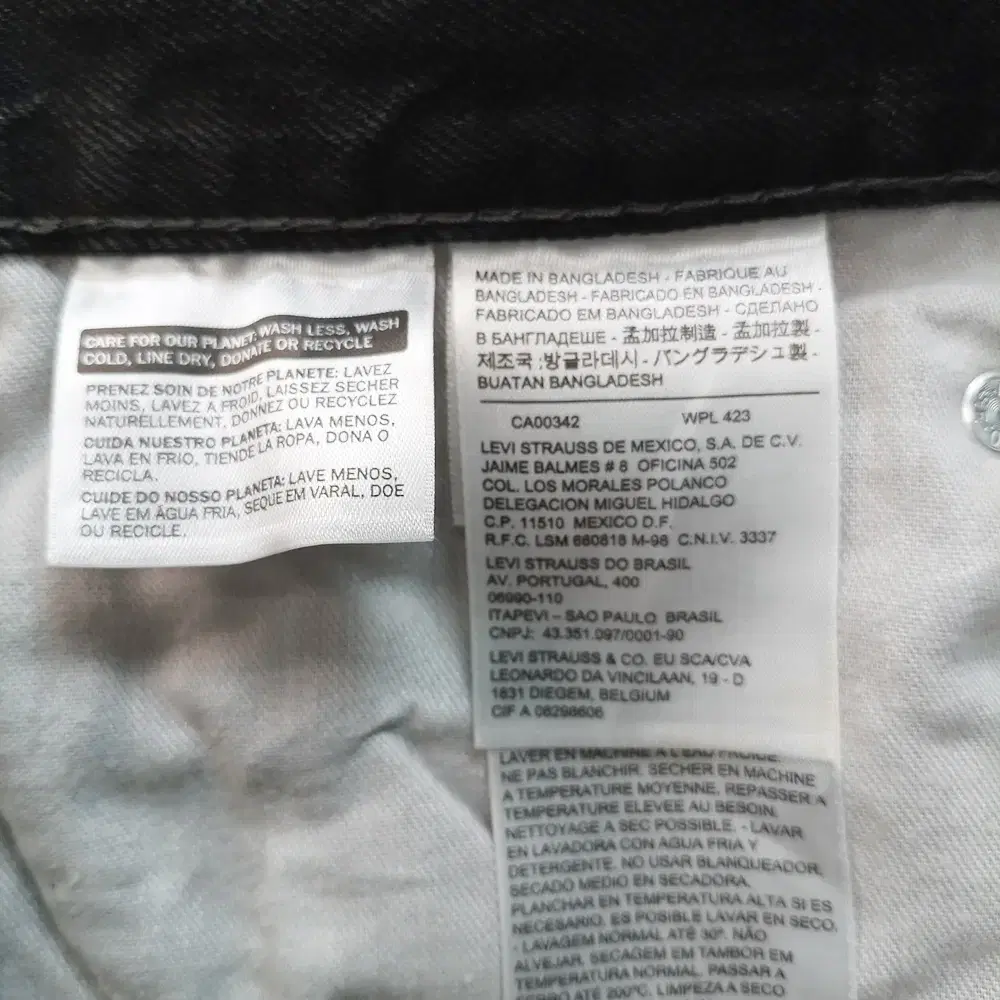 CARE FOR OUR PLANET: WASH LESS, WASH
COLD, LINE DRY, DONATE OR RECYCLE
PRENEZ SOIN DE NOTRE PLANETE: LAVEZ
MOINS, LAVEZ A FROID, LAISSEZ SECHER
NATURELLEMENT, DONNEZ OU RECYCLEZ
CUIDA NUESTRO PLANETA: LAVA MENOS,
LAVA EN FRIO, TIENDE LA ROPA, DONA O
RECICLA.
CUIDE DO NOSSO PLANETA: LAVE MENOS,
LAVE EM ÁGUA FRIA, SEQUE EM VARAL, DOE
OU RECICLE.
MADE IN BANGLADESH - FABRIQUE AU
BANGLADESH - FABRICADO EN BANGLADESH -
FABRICADO EM BANGLADESH - СДЕЛАНО
В БАНГЛАДЕШЕ - 孟加拉制造 - 孟加拉製 -
제조국 :방글라데시 - バングラデシュ製 -
BUATAN BANGLADESH
CA00342 WPL 423
LEVI STRAUSS DE MEXICO, S.A. DE C.V.
JAIME BALMES # 8 OFICINA 502
COL. LOS MORALES POLANCO
DELEGACION MIGUEL HIDALGO
C.P. 11510 MEXICO D.F.
R.F.C. LSM 660818 M-98 C.N.I.V. 3337
LEVI STRAUSS DO BRASIL
AV. PORTUGAL, 400
06690-110
ITAPEVI – SAO PAULO BRASIL
CNPJ: 43.351.097/0001-90
LEVI STRAUSS & CO. EU SCA/CVA
LEONARDO DA VINCILAAN, 19 - D
1831 DIEGEM, BELGIUM
CIF A 08298606
LAVER EN MACHINE A L'EAU FROIDE.
NE PAS BLANCHIR. SECHER EN MACHINE
A TEMPERATURE MOYENNE. REPASSER A
TEMPERATURE ELEVEE AU BESOIN.
NETTOYAGE A SEC POSSIBLE. - LAVAR
EN LAVADORA CON AGUA FRIA Y
DETERGENTE. NO USAR BLANQUEADOR.
SECADO MEDIO EN SECADORA.
PLANCHAR EN TEMPERATURA ALTA SI ES
NECESARIO. ES POSIBLE LAVAR EN SECO.
- LAVAGEM NORMAL ATÉ 30º. NÃO
ALVEJAR. SECAGEM EM TAMBOR EM
TEMPERATURA NORMAL. PASSAR A
FERRO ATÉ 200ºC. LIMPEZA A SECO